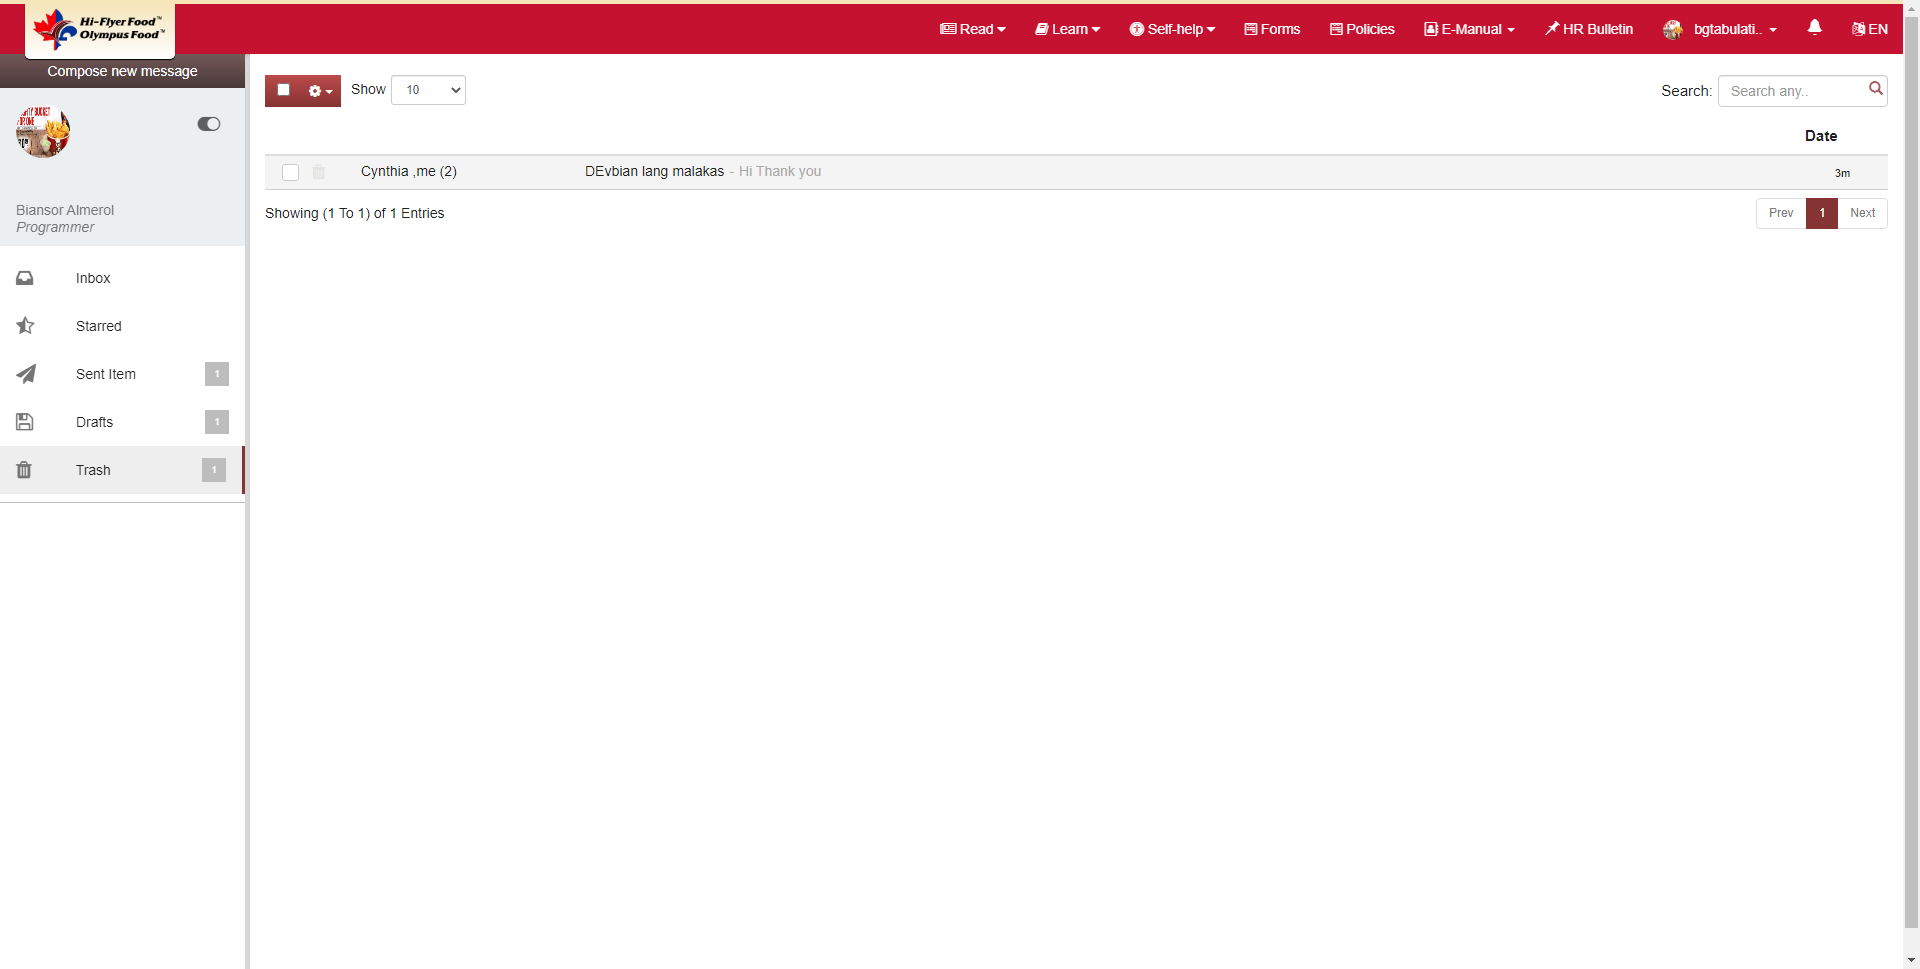 Hi-Flyer Food™
Olympus Food™
Read
Learn
Self-help
Forms
Policies
E-Manual
HR Bulletin
bgtabulati..
EN
Compose new message
Biansor Almerol
Programmer
Inbox
Starred
Sent Item 1
Drafts 1
Trash 1
Show 10
Search: Search any..
Date
Cynthia ,me (2) DEvbian lang malakas - Hi Thank you 3m
Showing (1 To 1) of 1 Entries
Prev 1 Next